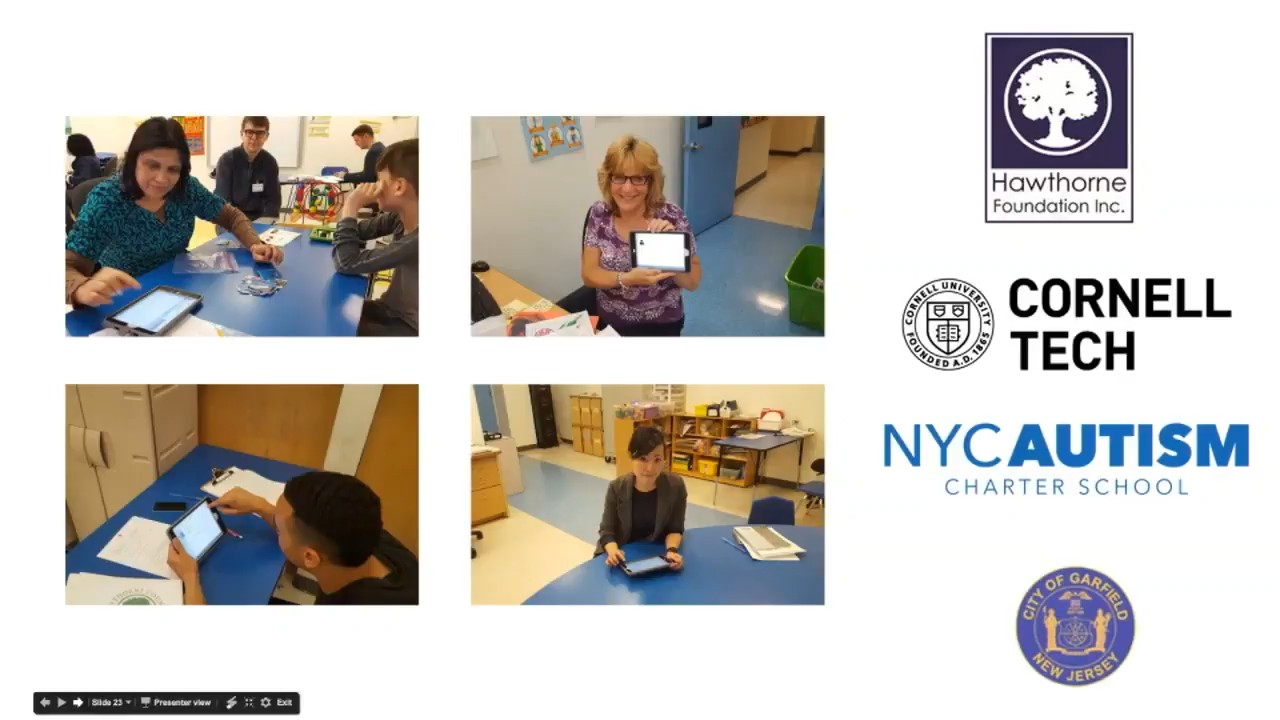 Hawthorne
Foundation Inc.
CORNELL UNIVERSITY
FOUNDED A.D. 1865
CORNELL
TECH
NYCAUTISM
CHARTER SCHOOL
CITY OF GARFIELD
NEW JERSEY
Slide 23
Presenter view
Exit